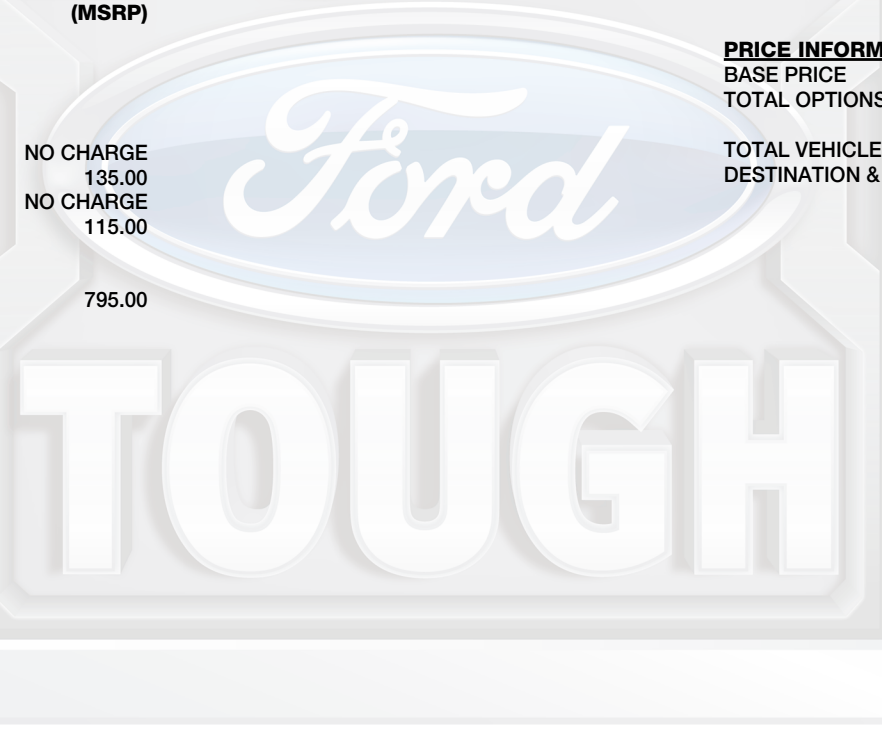 (MSRP)
NO CHARGE
135.00
NO CHARGE
115.00
795.00
PRICE INFORM
BASE PRICE
TOTAL OPTIONS
TOTAL VEHICLE
DESTINATION &
Ford
TOUGH